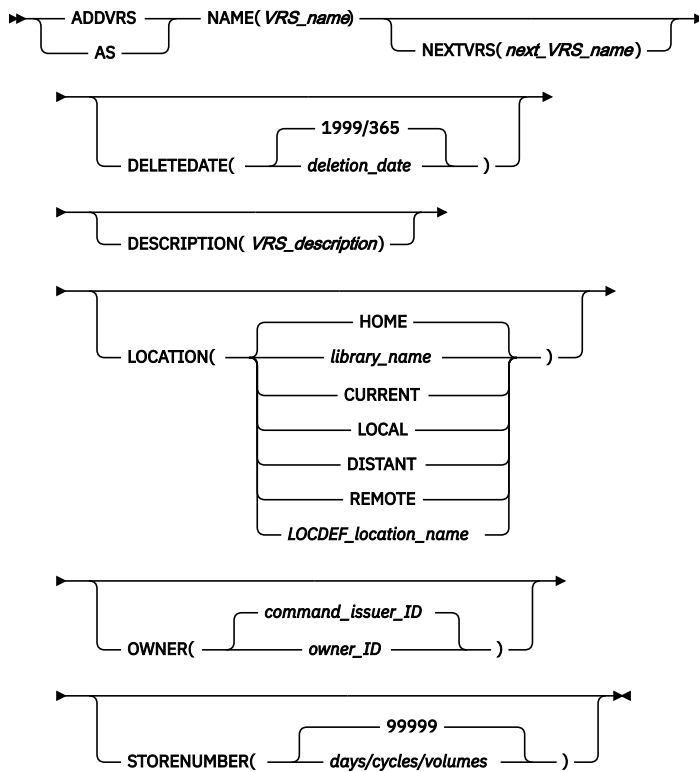 ADDVRS NAME( VRS_name)
AS NEXTVRS( next_VRS_name )
1999/365
DELETEDATE( deletion_date )
DESCRIPTION( VRS_description)
HOME
LOCATION( library_name )
CURRENT
LOCAL
DISTANT
REMOTE
LOCDEF_location_name
command_issuer_ID
OWNER( owner_ID )
99999
STORENUMBER( days/cycles/volumes )